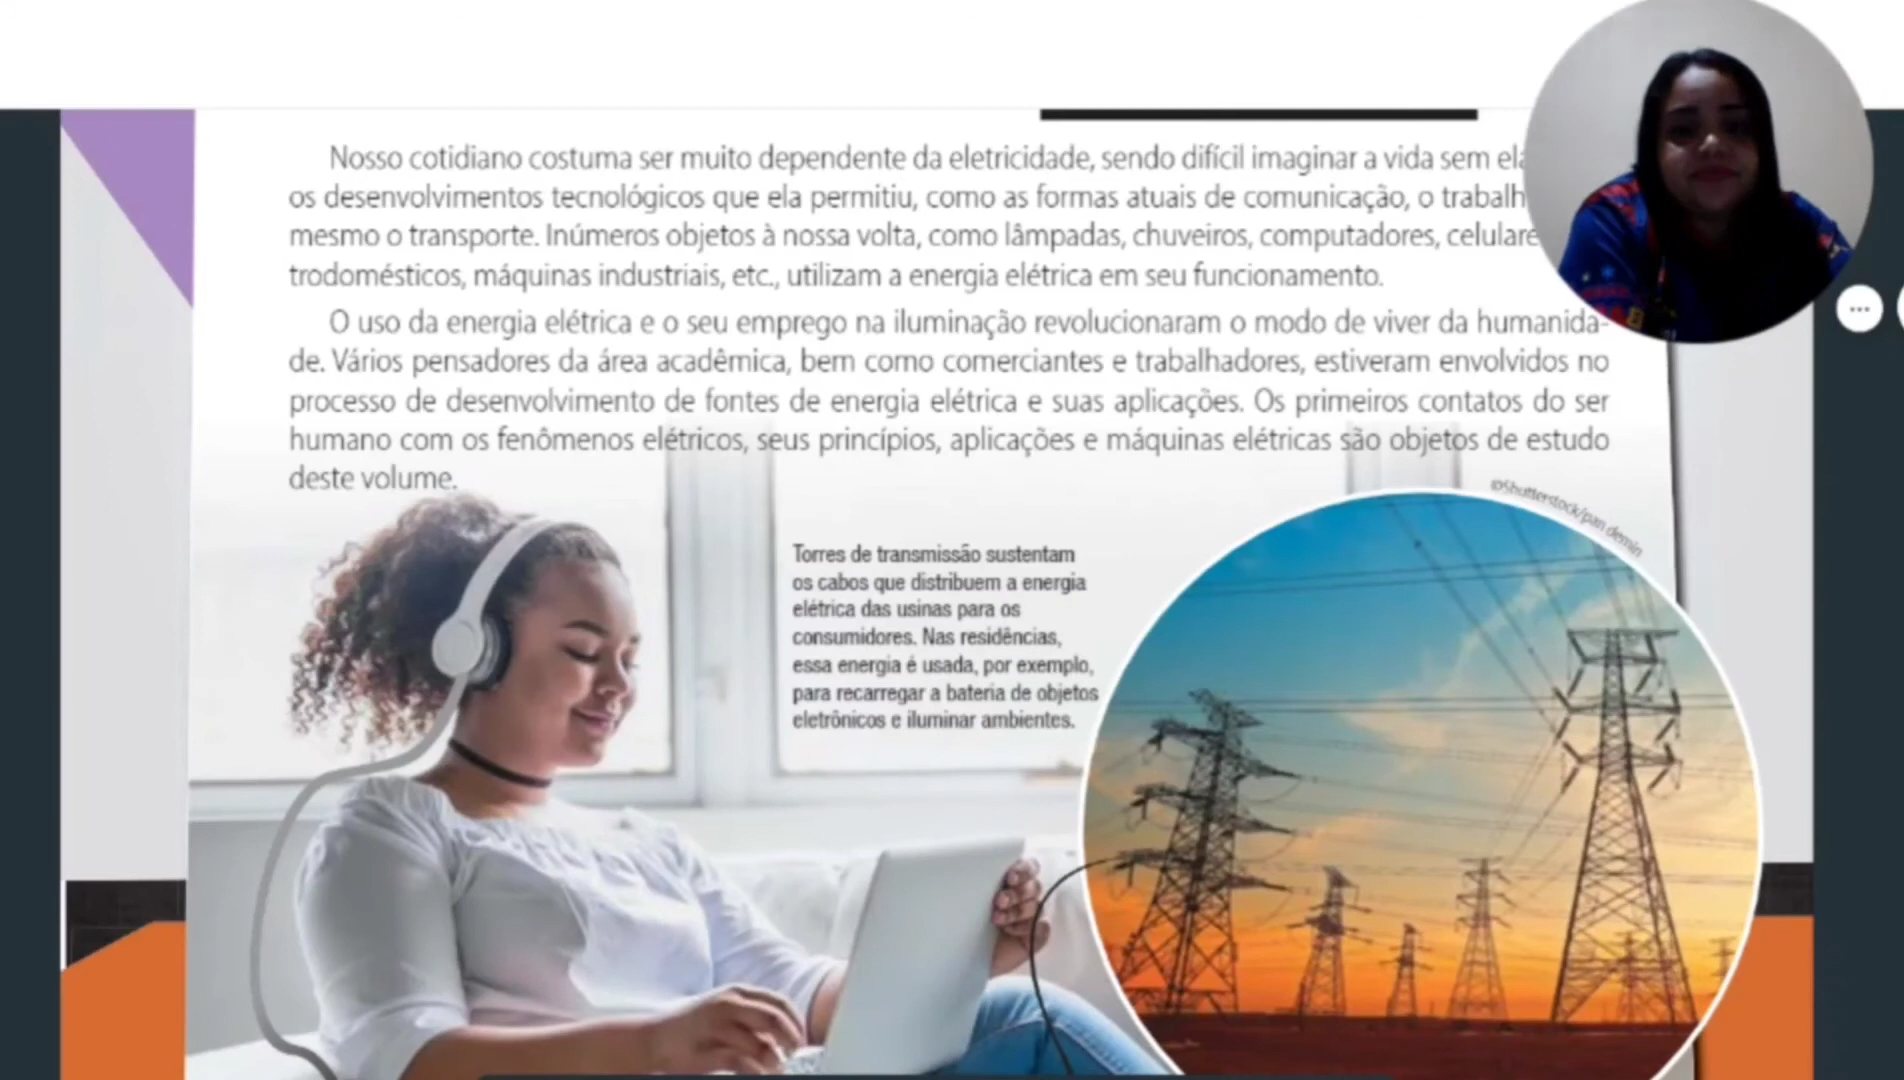 Nosso cotidiano costuma ser muito dependente da eletricidade, sendo difícil imaginar a vida sem
os desenvolvimentos tecnológicos que ela permitiu, como as formas atuais de comunicação, o
mesmo o transporte. Inúmeros objetos à nossa volta, como lâmpadas, chuveiros, computadores,
trodomésticos, máquinas industriais, etc., utilizam a energia elétrica em seu funcionamento.
O uso da energia elétrica e o seu emprego na iluminação revolucionaram o modo de viver da humanida-
de. Vários pensadores da área acadêmica, bem como comerciantes e trabalhadores, estiveram envolvidos no
processo de desenvolvimento de fontes de energia elétrica e suas aplicações. Os primeiros contatos do ser
humano com os fenômenos elétricos, seus princípios, aplicações e máquinas elétricas são objetos de estudo
deste volume.
©Shutterstock/pan demin
Torres de transmissão sustentam
os cabos que distribuem a energia
elétrica das usinas para os
consumidores. Nas residências,
essa energia é usada, por exemplo,
para recarregar a bateria de objetos
eletrônicos e iluminar ambientes.